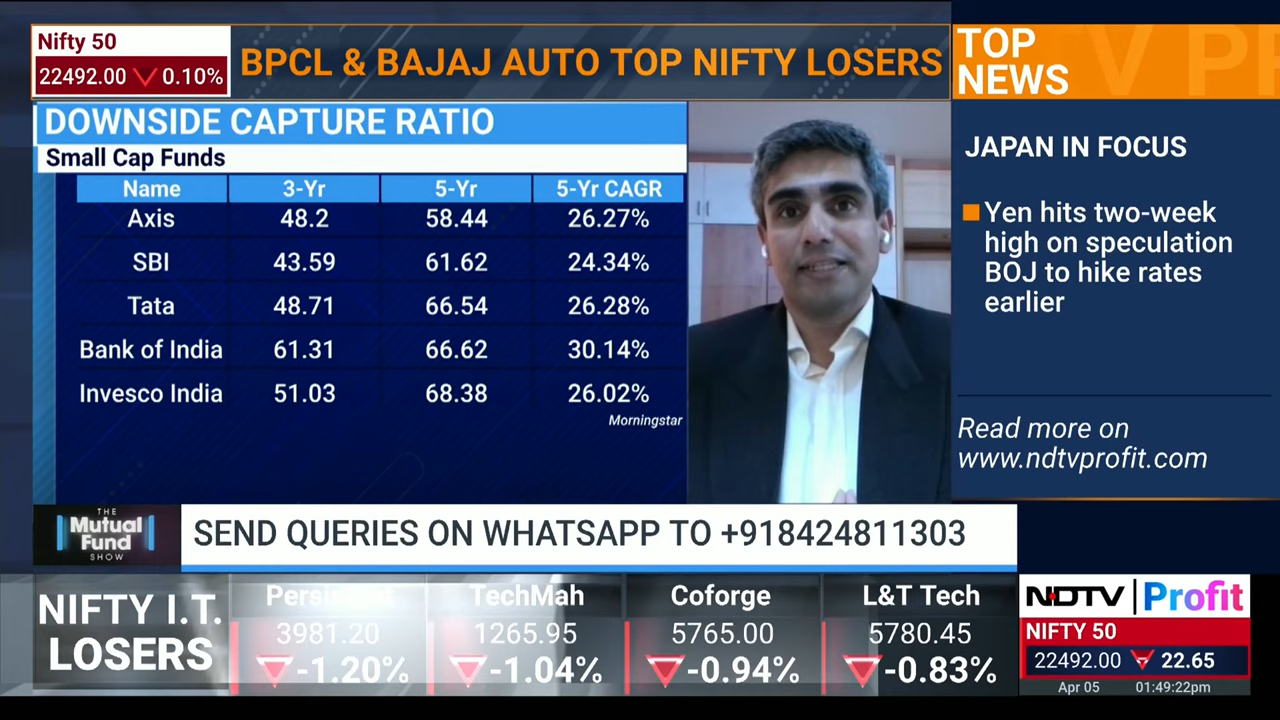 Nifty 50
22492.00 0.10%
BPCL & BAJAJ AUTO TOP NIFTY LOSERS
TOP
NEWS
DOWNSIDE CAPTURE RATIO
Small Cap Funds
Name 3-Yr 5-Yr 5-Yr CAGR
Axis 48.2 58.44 26.27%
SBI 43.59 61.62 24.34%
Tata 48.71 66.54 26.28%
Bank of India 61.31 66.62 30.14%
Invesco India 51.03 68.38 26.02%
Morningstar
JAPAN IN FOCUS
Yen hits two-week
high on speculation
BOJ to hike rates
earlier
Read more on
www.ndtvprofit.com
THE
Mutual
Fund
SHOW
SEND QUERIES ON WHATSAPP TO +918424811303
NIFTY I.T.
LOSERS
TechMah Coforge L&T Tech
3981.20 1265.95 5765.00 5780.45
-1.20% -1.04% -0.94% -0.83%
NDTV Profit
NIFTY 50
22492.00 22.65
Apr 05 01:49:22pm